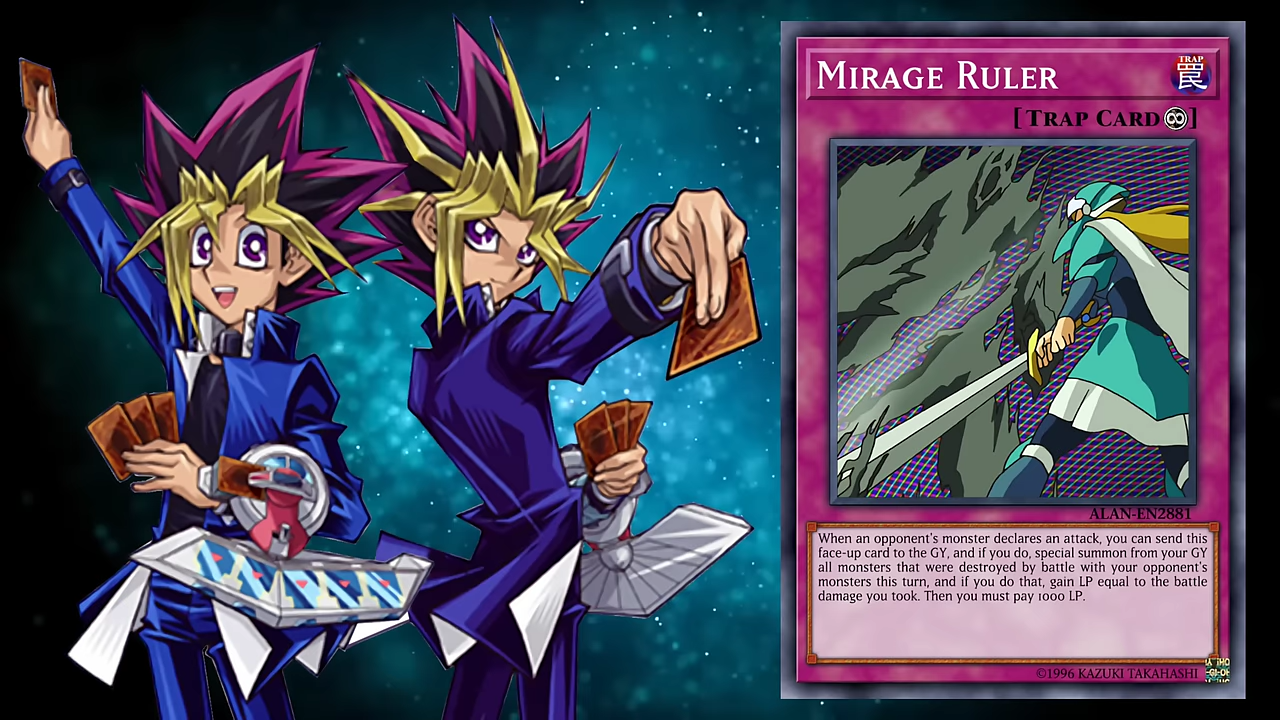 Mirage Ruler
TRAP
罠
[Trap Card]
ALAN-EN2881
When an opponent's monster declares an attack, you can send this
face-up card to the GY, and if you do, special summon from your GY
all monsters that were destroyed by battle with your opponent's
monsters this turn, and if you do that, gain LP equal to the battle
damage you took. Then you must pay 1000 LP.
©1996 KAZUKI TAKAHASHI